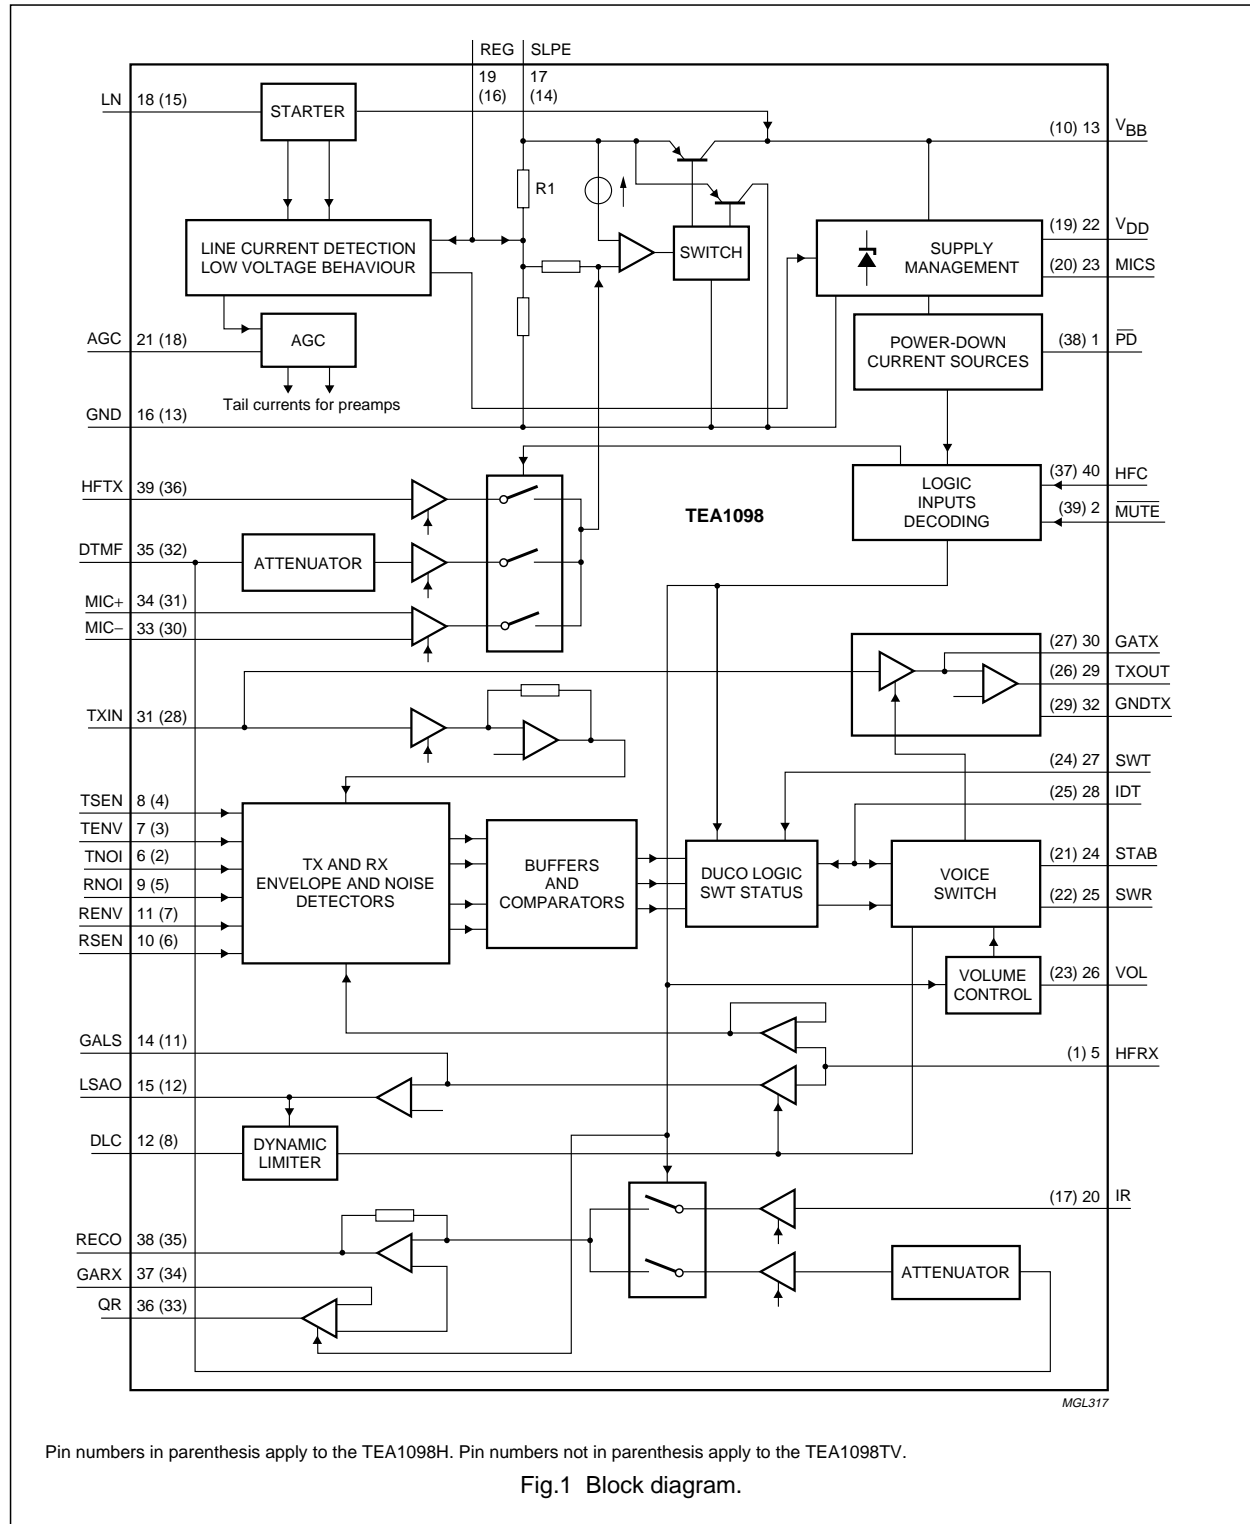 REG SLPE
19 17
(16) (14)
LN 18 (15)
STARTER
(10) 13 VBB
R1
LINE CURRENT DETECTION
LOW VOLTAGE BEHAVIOUR
SWITCH
SUPPLY
MANAGEMENT
(19) 22 VDD
(20) 23 MICS
AGC 21 (18)
AGC
POWER-DOWN
CURRENT SOURCES
(38) 1 P̅D̅
Tail currents for preamps
GND 16 (13)
HFTX 39 (36)
TEA1098
LOGIC
INPUTS
DECODING
(37) 40 HFC
(39) 2 M̅U̅T̅E̅
DTMF 35 (32)
ATTENUATOR
MIC+ 34 (31)
MIC− 33 (30)
(27) 30 GATX
(26) 29 TXOUT
(29) 32 GNDTX
TXIN 31 (28)
(24) 27 SWT
(25) 28 IDT
TSEN 8 (4)
TENV 7 (3)
TNOI 6 (2)
RNOI 9 (5)
RENV 11 (7)
RSEN 10 (6)
TX AND RX
ENVELOPE AND NOISE
DETECTORS
BUFFERS
AND
COMPARATORS
DUCO LOGIC
SWT STATUS
VOICE
SWITCH
(21) 24 STAB
(22) 25 SWR
VOLUME
CONTROL
(23) 26 VOL
GALS 14 (11)
(1) 5 HFRX
LSAO 15 (12)
DLC 12 (8)
DYNAMIC
LIMITER
(17) 20 IR
RECO 38 (35)
GARX 37 (34)
QR 36 (33)
ATTENUATOR
MGL317
Pin numbers in parenthesis apply to the TEA1098H. Pin numbers not in parenthesis apply to the TEA1098TV.
Fig.1 Block diagram.